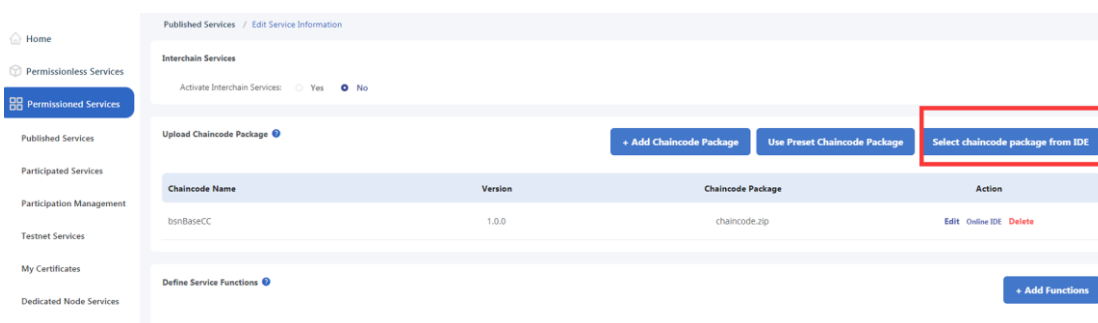 Published Services / Edit Service Information
Home
Permissionless Services
Permissioned Services
Published Services
Participated Services
Participation Management
Testnet Services
My Certificates
Dedicated Node Services
Interchain Services
Activate Interchain Services: Yes No
Upload Chaincode Package ?
+ Add Chaincode Package Use Preset Chaincode Package Select chaincode package from IDE
Chaincode Name Version Chaincode Package Action
bsnBaseCC 1.0.0 chaincode.zip Edit Online IDE Delete
Define Service Functions ?
+ Add Functions